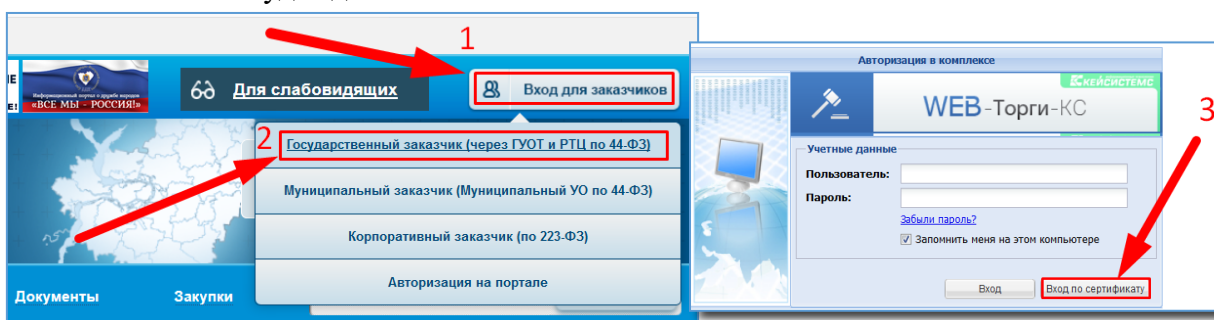 1
ІЕ
Е!
Информационный портал о дружбе народов
«ВСЕ МЫ - РОССИЯ!»
Для слабовидящих
Вход для заказчиков
2
Государственный заказчик (через ГУОТ и РТЦ по 44-ФЗ)
Муниципальный заказчик (Муниципальный УО по 44-ФЗ)
Корпоративный заказчик (по 223-ФЗ)
Авторизация на портале
Документы
Закупки
Авторизация в комплексе
КЕЙСИСТЕМС
WEB-Торги-КС
3
Учетные данные
Пользователь:
Пароль:
Забыли пароль?
Запомнить меня на этом компьютере
Вход
Вход по сертификату